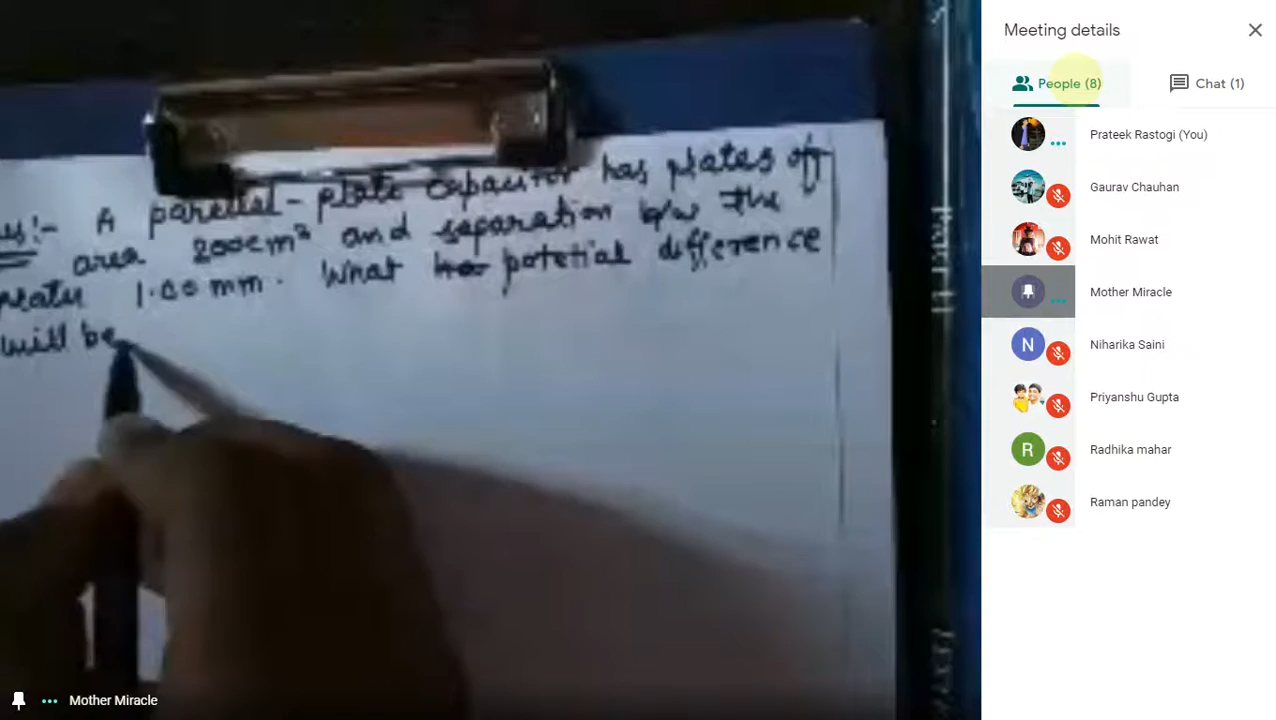 Ques:- A parallel-plate capacitor has plates of
area 200cm² and separation b/w the
plates 1.00 mm. What potetial difference
will be
Meeting details
People (8)
Chat (1)
Prateek Rastogi (You)
Gaurav Chauhan
Mohit Rawat
Mother Miracle
N
Niharika Saini
Priyanshu Gupta
R
Radhika mahar
Raman pandey
Mother Miracle